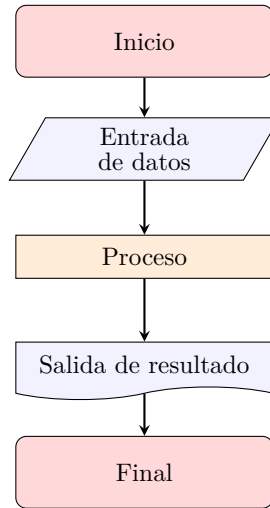 Inicio
Entrada
de datos
Proceso
Salida de resultado
Final